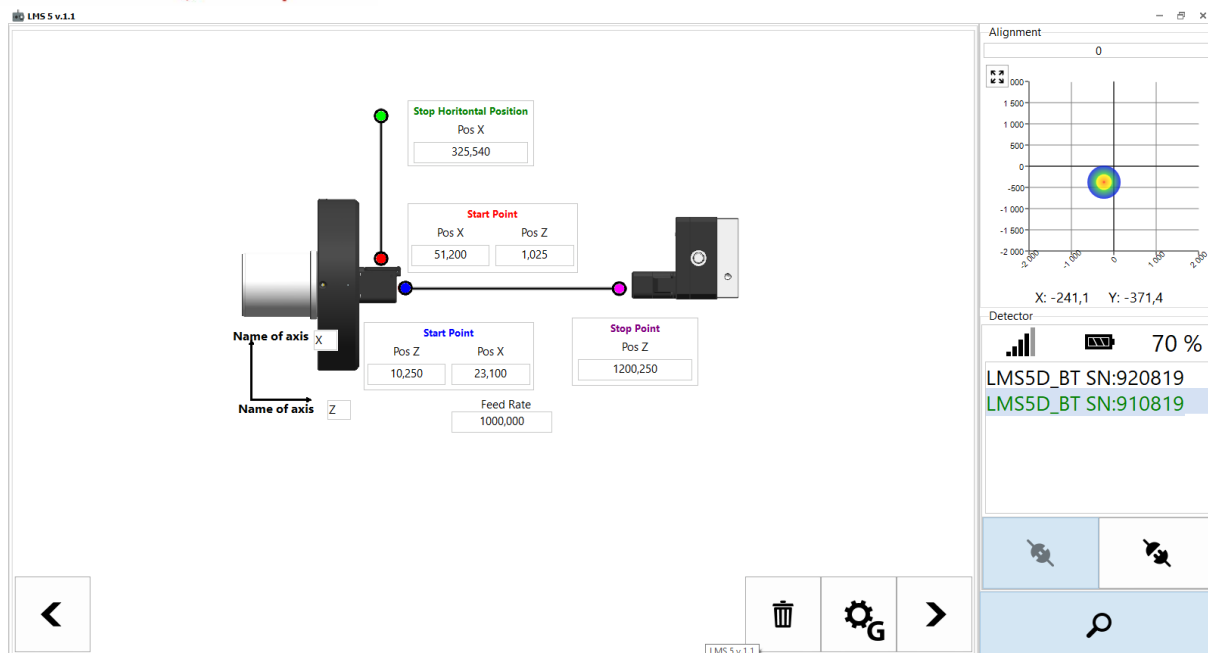 LMS 5 v.1.1
Stop Horitontal Position
Pos X
325,540
Start Point
Pos X Pos Z
51,200 1,025
Name of axis X
Start Point
Pos Z Pos X
10,250 23,100
Stop Point
Pos Z
1200,250
Name of axis Z
Feed Rate
1000,000
G
LMS 5 v.1.1
Alignment
0
000
1 500
1 000
500
0
-500
-1 000
-1 500
-2 000
-2 000 -1 000 0 1 000 2 000
X: -241,1 Y: -371,4
Detector
70 %
LMS5D_BT SN:920819
LMS5D_BT SN:910819